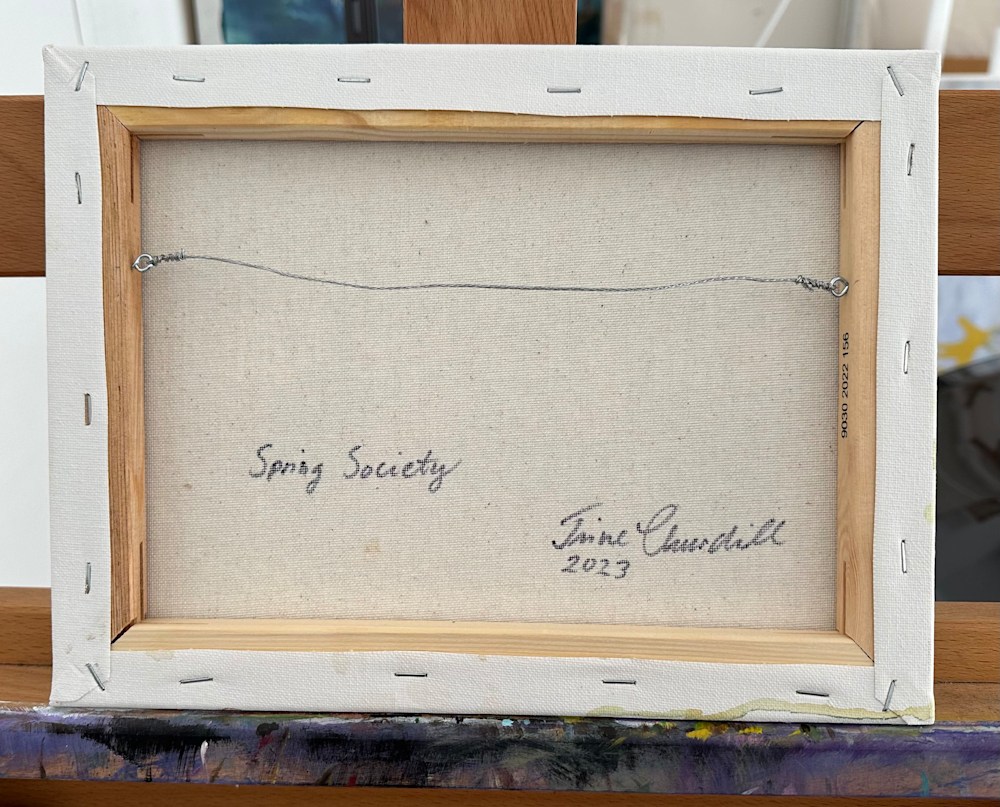 9030 2022 156
Spring Society
Trine Churchill
2023